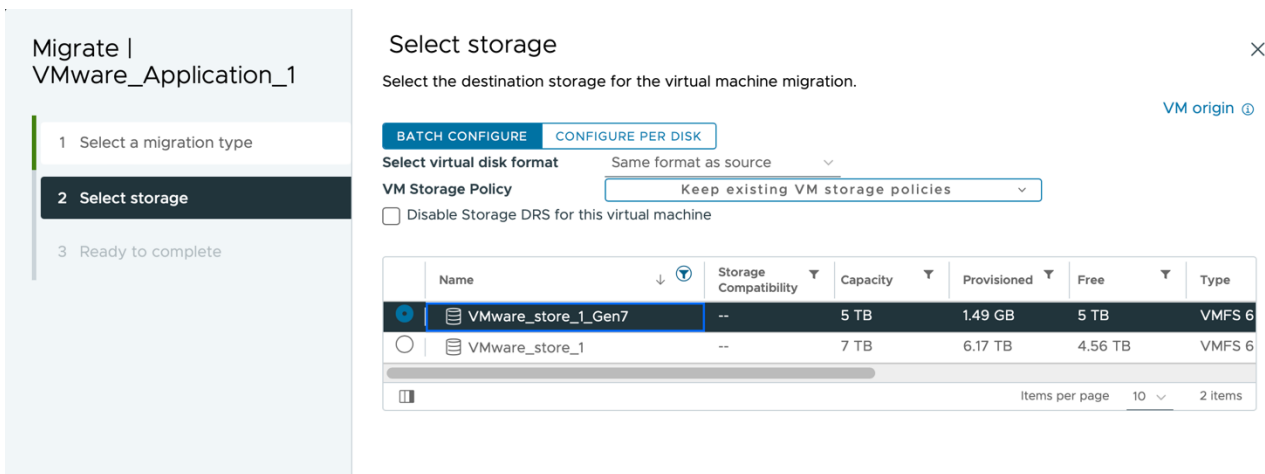 Migrate |
VMware_Application_1
1 Select a migration type
2 Select storage
3 Ready to complete
Select storage
Select the destination storage for the virtual machine migration.
VM origin
BATCH CONFIGURE CONFIGURE PER DISK
Select virtual disk format Same format as source
VM Storage Policy Keep existing VM storage policies
Disable Storage DRS for this virtual machine
Name Storage Compatibility Capacity Provisioned Free Type
VMware_store_1_Gen7 -- 5 TB 1.49 GB 5 TB VMFS 6
VMware_store_1 -- 7 TB 6.17 TB 4.56 TB VMFS 6
Items per page 10 2 items